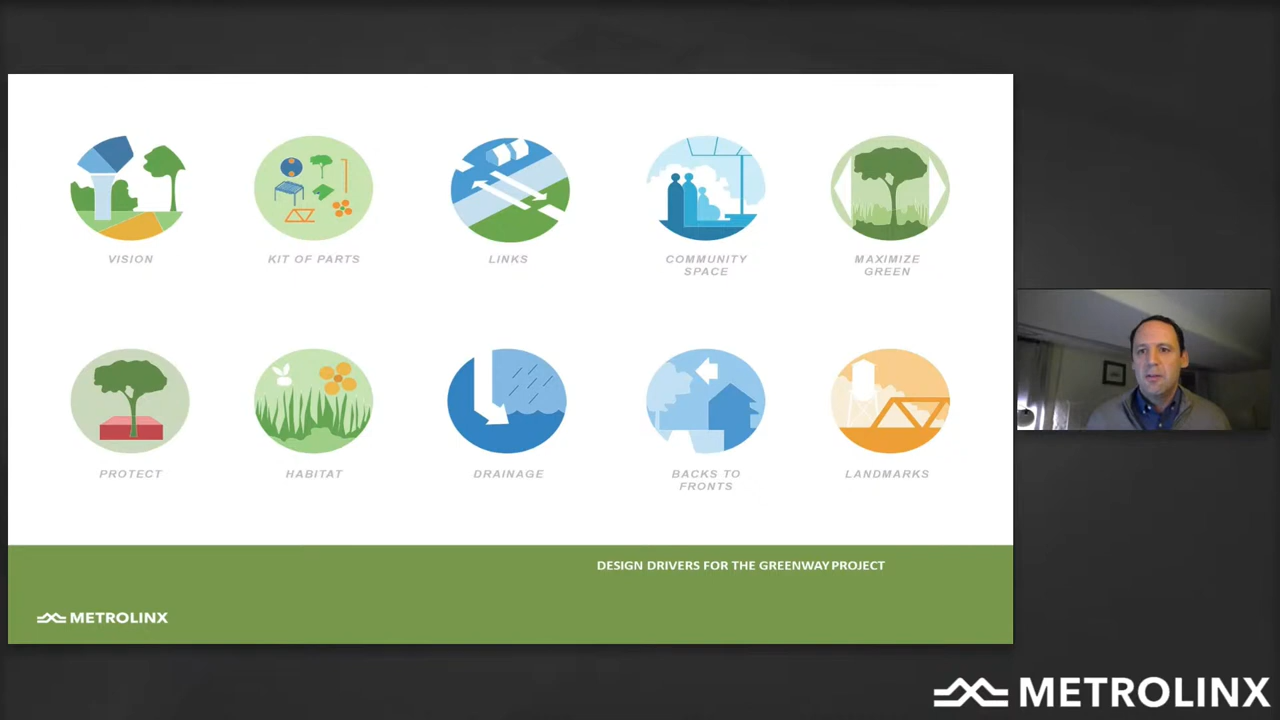 VISION
KIT OF PARTS
LINKS
COMMUNITY
SPACE
MAXIMIZE
GREEN
PROTECT
HABITAT
DRAINAGE
BACKS TO
FRONTS
LANDMARKS
DESIGN DRIVERS FOR THE GREENWAY PROJECT
METROLINX
METROLINX